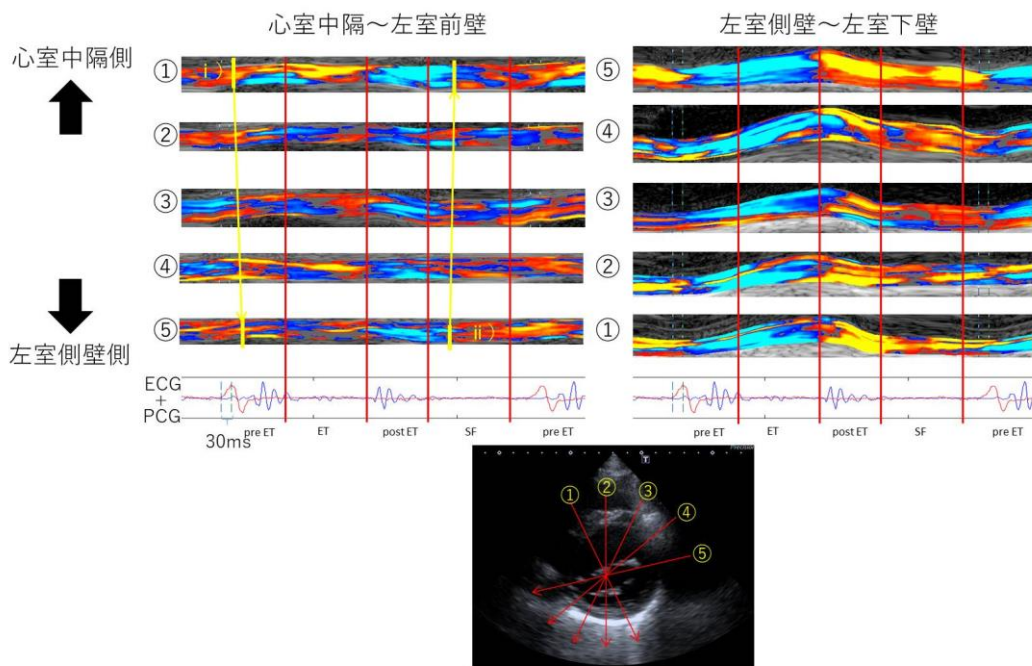 心室中隔～左室前壁
左室側壁～左室下壁
心室中隔側
左室側壁側
① i)
②
③
④
⑤ ii)
⑤
④
③
②
①
ECG
+
PCG
30ms
pre ET ET post ET SF pre ET
pre ET ET post ET SF pre ET
T
①
②
③
④
⑤